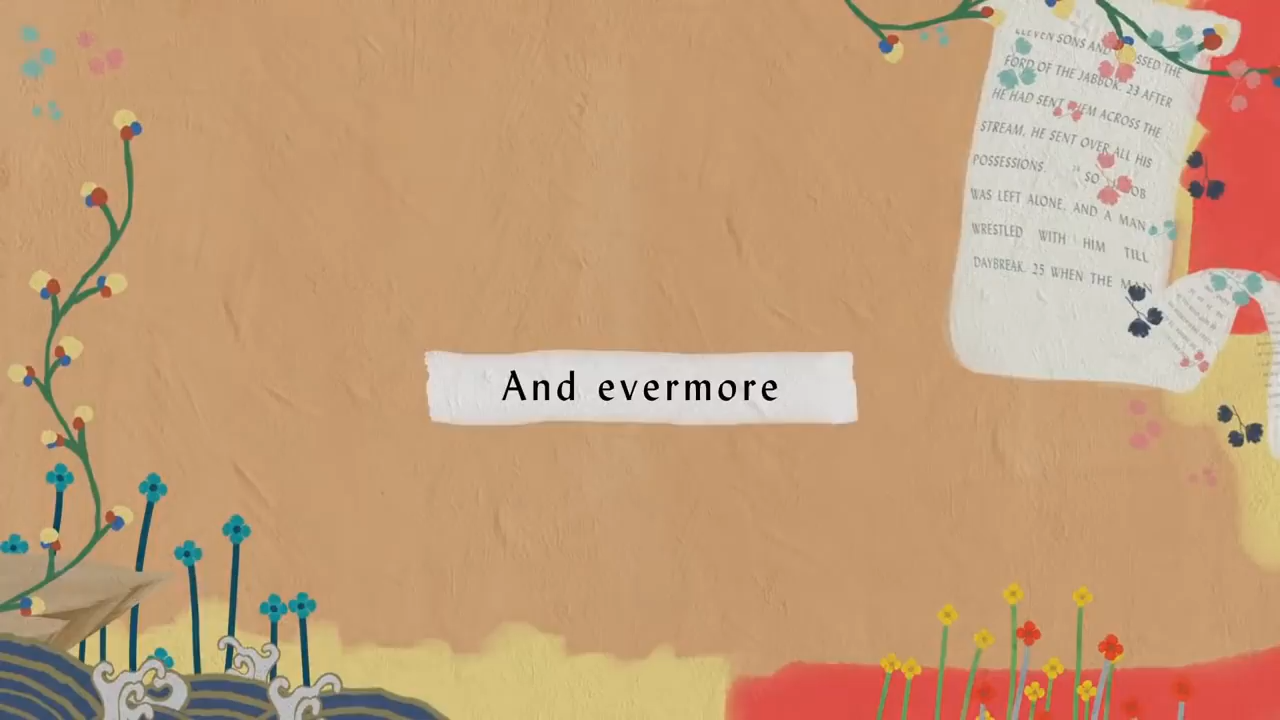 SONS AND
FORD OF THE JABBOK. 23 AFTER
HE HAD SENT THEM ACROSS THE
STREAM, HE SENT OVER ALL HIS
POSSESSIONS. SO
WAS LEFT ALONE, AND A MAN
WRESTLED WITH HIM TILL
DAYBREAK. 25 WHEN THE MAN
And evermore